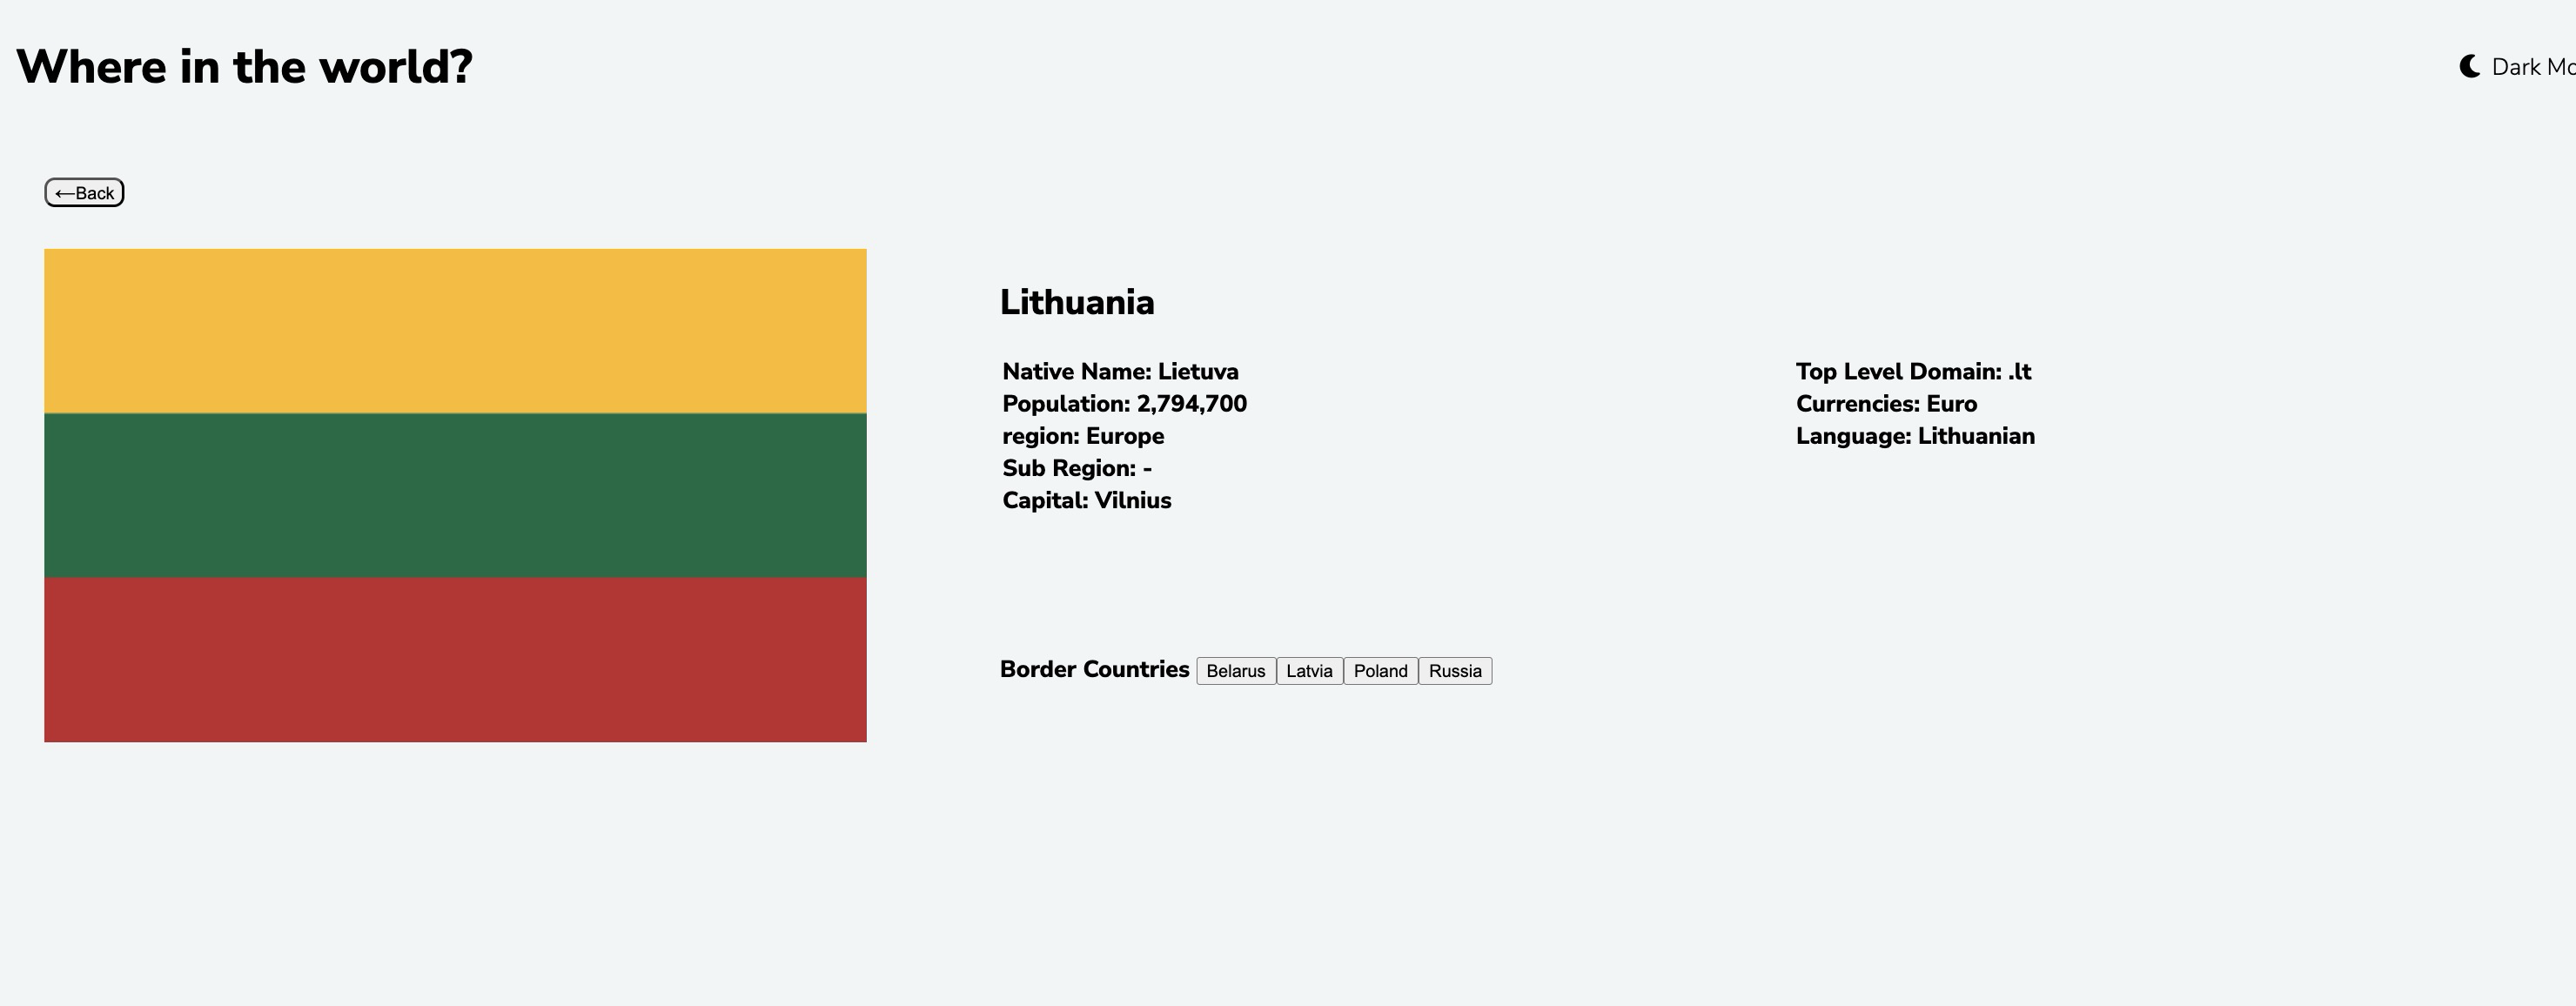 Where in the world?
Dark Mo
←Back
Lithuania
Native Name: Lietuva
Population: 2,794,700
region: Europe
Sub Region: -
Capital: Vilnius
Top Level Domain: .lt
Currencies: Euro
Language: Lithuanian
Border Countries Belarus Latvia Poland Russia